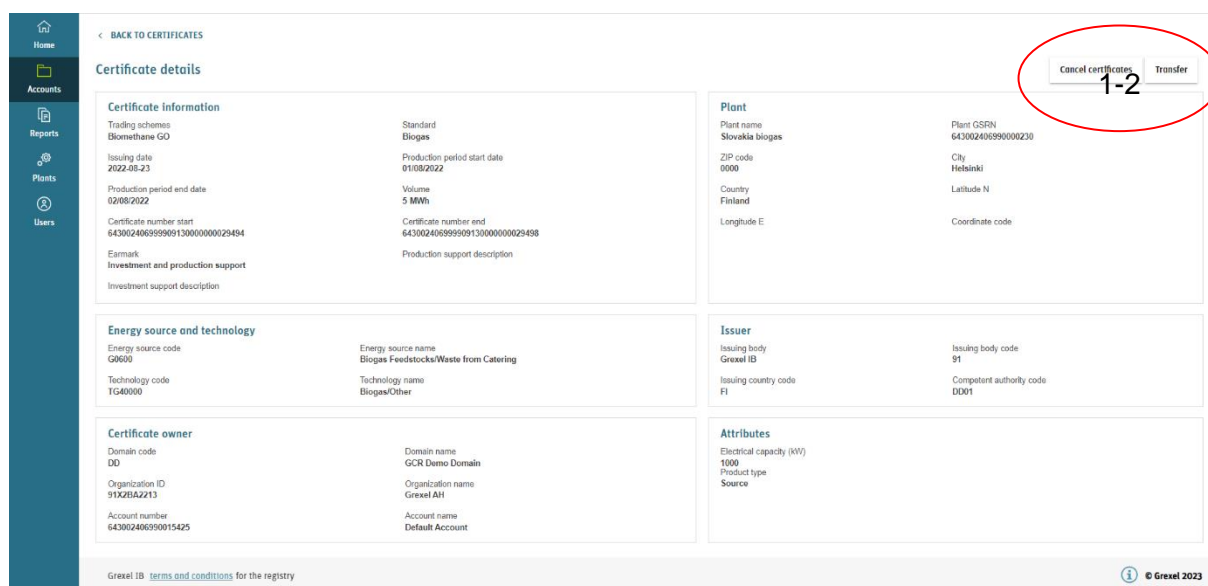 Home
Accounts
Reports
Plants
Users
< BACK TO CERTIFICATES
Certificate details
Cancel certificates
Transfer
1-2
Certificate information
Trading schemes
Biomethane GO
Standard
Biogas
Issuing date
2022-08-23
Production period start date
01/08/2022
Production period end date
02/08/2022
Volume
5 MWh
Certificate number start
643002406999909130000000029494
Certificate number end
643002406999909130000000029498
Earmark
Investment and production support
Production support description
Investment support description
Plant
Plant name
Slovakia biogas
Plant GSRN
643002406990000230
ZIP code
0000
City
Helsinki
Country
Finland
Latitude N
Longitude E
Coordinate code
Energy source and technology
Energy source code
G0600
Energy source name
Biogas Feedstocks/Waste from Catering
Technology code
TG40000
Technology name
Biogas/Other
Issuer
Issuing body
Grexel IB
Issuing body code
91
Issuing country code
FI
Competent authority code
DD01
Certificate owner
Domain code
DD
Domain name
GCR Demo Domain
Organization ID
91X2BA2213
Organization name
Grexel AH
Account number
643002406990015425
Account name
Default Account
Attributes
Electrical capacity (kW)
1000
Product type
Source
Grexel IB terms and conditions for the registry
i © Grexel 2023